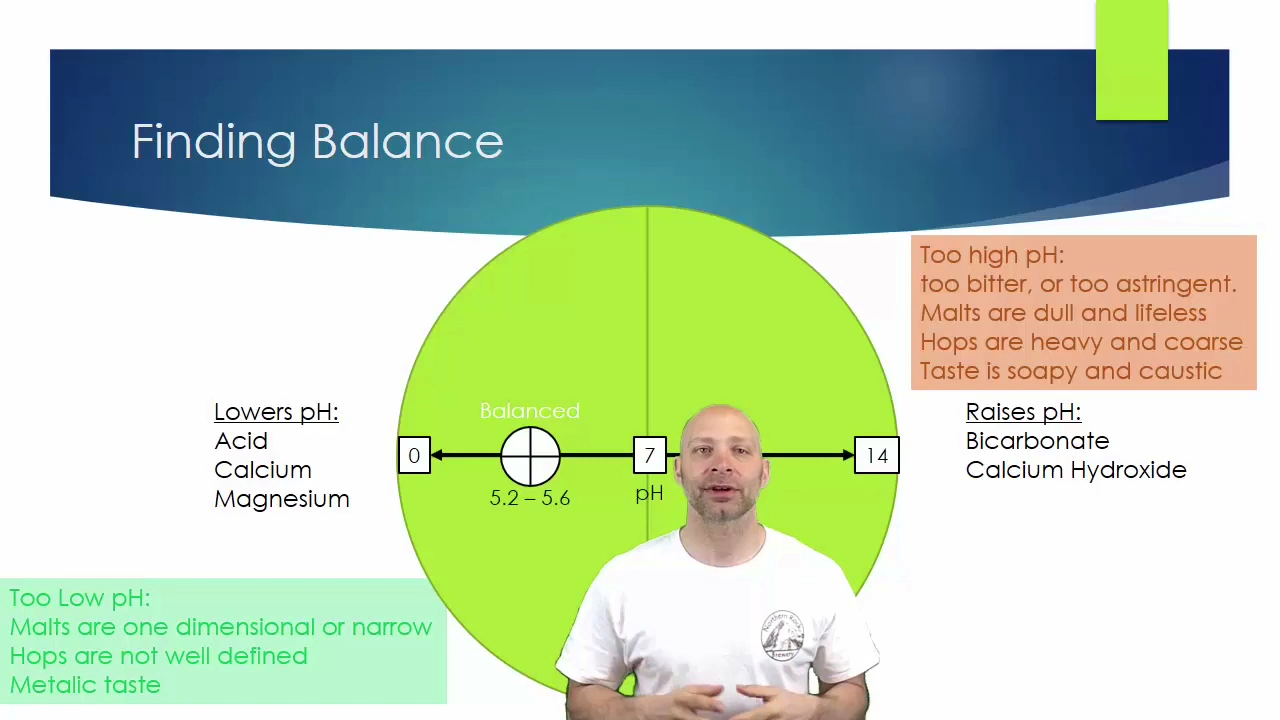 Finding Balance
Too high pH:
too bitter, or too astringent.
Malts are dull and lifeless
Hops are heavy and coarse
Taste is soapy and caustic
Lowers pH:
Acid
Calcium
Magnesium
Balanced
0
7
14
5.2 – 5.6
pH
Raises pH:
Bicarbonate
Calcium Hydroxide
Too Low pH:
Malts are one dimensional or narrow
Hops are not well defined
Metalic taste
Northern Rock
Brewers